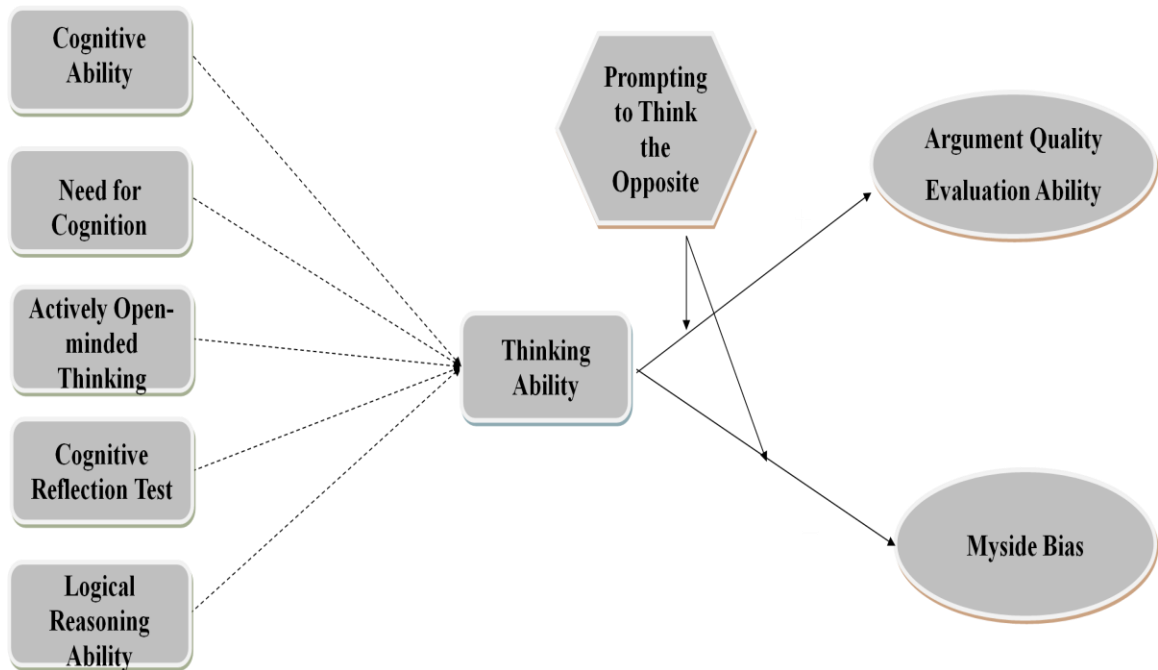 Cognitive
Ability
Need for
Cognition
Actively Open-
minded
Thinking
Cognitive
Reflection Test
Logical
Reasoning
Ability
Thinking
Ability
Prompting
to Think
the
Opposite
Argument Quality
Evaluation Ability
Myside Bias